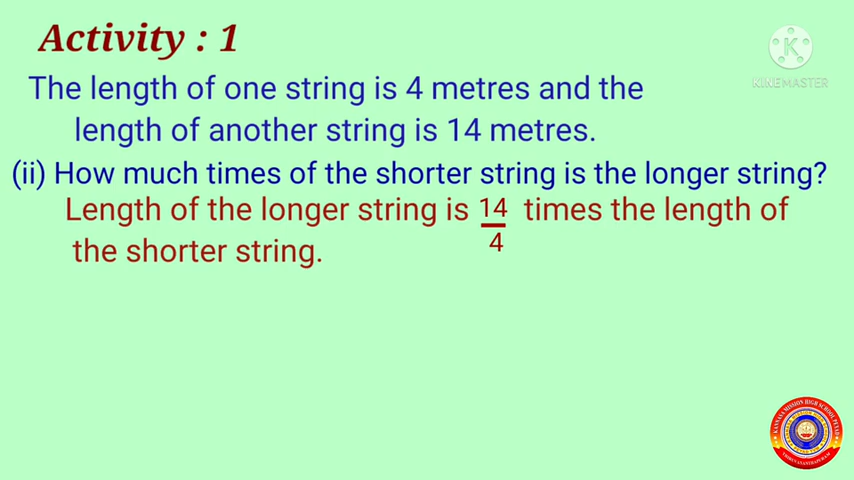 Activity : 1
KINEMASTER
The length of one string is 4 metres and the
length of another string is 14 metres.
(ii) How much times of the shorter string is the longer string?
Length of the longer string is 14/4 times the length of
the shorter string.